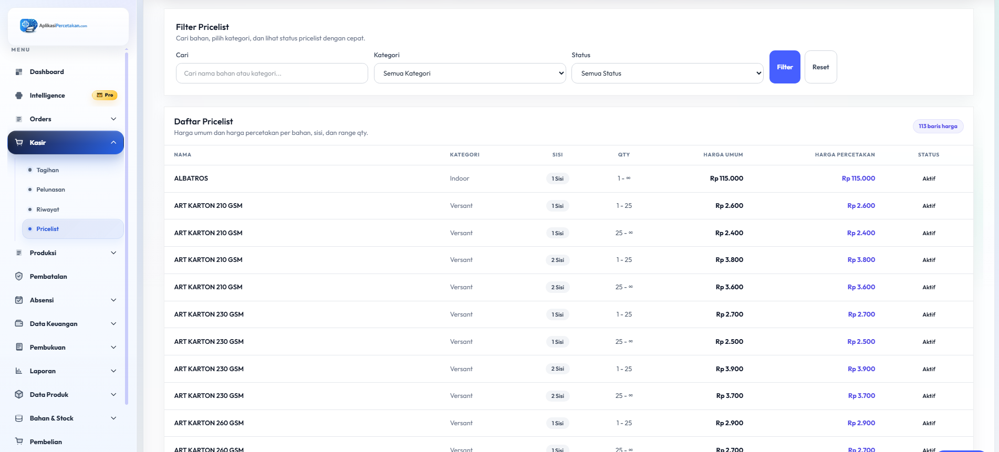 AplikasiPercetakan.com
MENU
Dashboard
Intelligence Pro
Orders
Kasir
Tagihan
Pelunasan
Riwayat
Pricelist
Produksi
Pembatalan
Absensi
Data Keuangan
Pembukuan
Laporan
Data Produk
Bahan & Stock
Pembelian
Filter Pricelist
Cari bahan, pilih kategori, dan lihat status pricelist dengan cepat.
Cari Kategori Status
Cari nama bahan atau kategori... Semua Kategori Semua Status Filter Reset
Daftar Pricelist
Harga umum dan harga percetakan per bahan, sisi, dan range qty.
113 baris harga
NAMA KATEGORI SISI QTY HARGA UMUM HARGA PERCETAKAN STATUS
ALBATROS Indoor 1 Sisi 1 - ∞ Rp 115.000 Rp 115.000 Aktif
ART KARTON 210 GSM Versant 1 Sisi 1 - 25 Rp 2.600 Rp 2.600 Aktif
ART KARTON 210 GSM Versant 1 Sisi 25 - ∞ Rp 2.400 Rp 2.400 Aktif
ART KARTON 210 GSM Versant 2 Sisi 1 - 25 Rp 3.800 Rp 3.800 Aktif
ART KARTON 210 GSM Versant 2 Sisi 25 - ∞ Rp 3.600 Rp 3.600 Aktif
ART KARTON 230 GSM Versant 1 Sisi 1 - 25 Rp 2.700 Rp 2.700 Aktif
ART KARTON 230 GSM Versant 1 Sisi 25 - ∞ Rp 2.500 Rp 2.500 Aktif
ART KARTON 230 GSM Versant 2 Sisi 1 - 25 Rp 3.900 Rp 3.900 Aktif
ART KARTON 230 GSM Versant 2 Sisi 25 - ∞ Rp 3.700 Rp 3.700 Aktif
ART KARTON 260 GSM Versant 1 Sisi 1 - 25 Rp 2.900 Rp 2.900 Aktif
ART KARTON 260 GSM Versant 1 Sisi 25 - ∞ Rp 2.700 Rp 2.700 Aktif